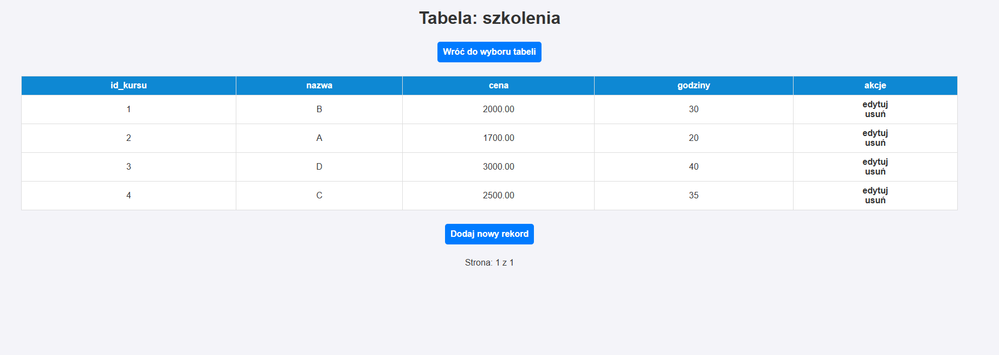 Tabela: szkolenia
Wróć do wyboru tabeli
id_kursu nazwa cena godziny akcje
1 B 2000.00 30 edytuj
usuń
2 A 1700.00 20 edytuj
usuń
3 D 3000.00 40 edytuj
usuń
4 C 2500.00 35 edytuj
usuń
Dodaj nowy rekord
Strona: 1 z 1